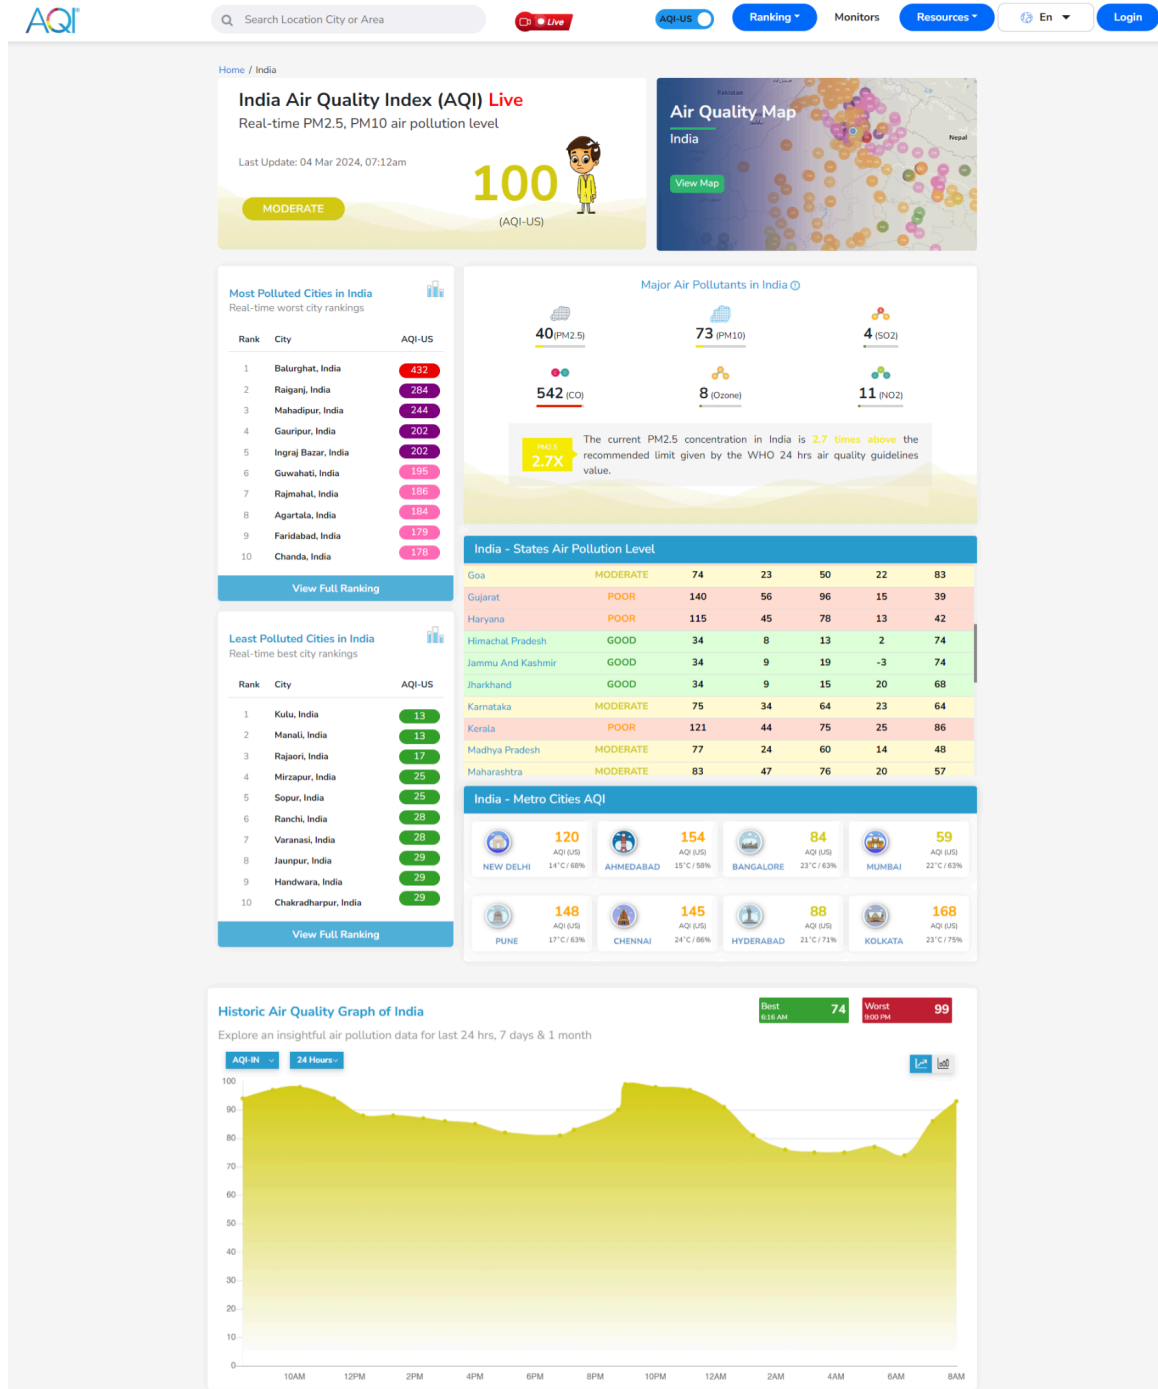 AQI
Search Location City or Area
Live
AQI-US
Ranking
Monitors
Resources
En
Login
Home / India
India Air Quality Index (AQI) Live
Real-time PM2.5, PM10 air pollution level
Last Update: 04 Mar 2024, 07:12am
MODERATE
100
(AQI-US)
Air Quality Map
India
View Map
Pakistan
Nepal
Most Polluted Cities in India
Real-time worst city rankings
Rank City AQI-US
1 Balurghat, India 432
2 Raiganj, India 284
3 Mahadipur, India 244
4 Gauripur, India 202
5 Ingraj Bazar, India 202
6 Guwahati, India 195
7 Rajmahal, India 186
8 Agartala, India 184
9 Faridabad, India 179
10 Chanda, India 178
View Full Ranking
Major Air Pollutants in India
40 (PM2.5)
73 (PM10)
4 (SO2)
542 (CO)
8 (Ozone)
11 (NO2)
PM2.5
2.7X
The current PM2.5 concentration in India is 2.7 times above the
recommended limit given by the WHO 24 hrs air quality guidelines
value.
India - States Air Pollution Level
Goa MODERATE 74 23 50 22 83
Gujarat POOR 140 56 96 15 39
Haryana POOR 115 45 78 13 42
Himachal Pradesh GOOD 34 8 13 2 74
Jammu And Kashmir GOOD 34 9 19 -3 74
Jharkhand GOOD 34 9 15 20 68
Karnataka MODERATE 75 34 64 23 64
Kerala POOR 121 44 75 25 86
Madhya Pradesh MODERATE 77 24 60 14 48
Maharashtra MODERATE 83 47 76 20 57
Least Polluted Cities in India
Real-time best city rankings
Rank City AQI-US
1 Kulu, India 13
2 Manali, India 13
3 Rajaori, India 17
4 Mirzapur, India 25
5 Sopur, India 25
6 Ranchi, India 28
7 Varanasi, India 28
8 Jaunpur, India 29
9 Handwara, India 29
10 Chakradharpur, India 29
View Full Ranking
India - Metro Cities AQI
NEW DELHI 120 AQI (US) 14°C / 68%
AHMEDABAD 154 AQI (US) 15°C / 58%
BANGALORE 84 AQI (US) 23°C / 63%
MUMBAI 59 AQI (US) 22°C / 63%
PUNE 148 AQI (US) 17°C / 63%
CHENNAI 145 AQI (US) 24°C / 86%
HYDERABAD 88 AQI (US) 21°C / 71%
KOLKATA 168 AQI (US) 23°C / 75%
Historic Air Quality Graph of India
Explore an insightful air pollution data for last 24 hrs, 7 days & 1 month
Best
6:16 AM
74
Worst
9:00 PM
99
AQI-IN
24 Hours
100
90
80
70
60
50
40
30
20
10
0
10AM 12PM 2PM 4PM 6PM 8PM 10PM 12AM 2AM 4AM 6AM 8AM